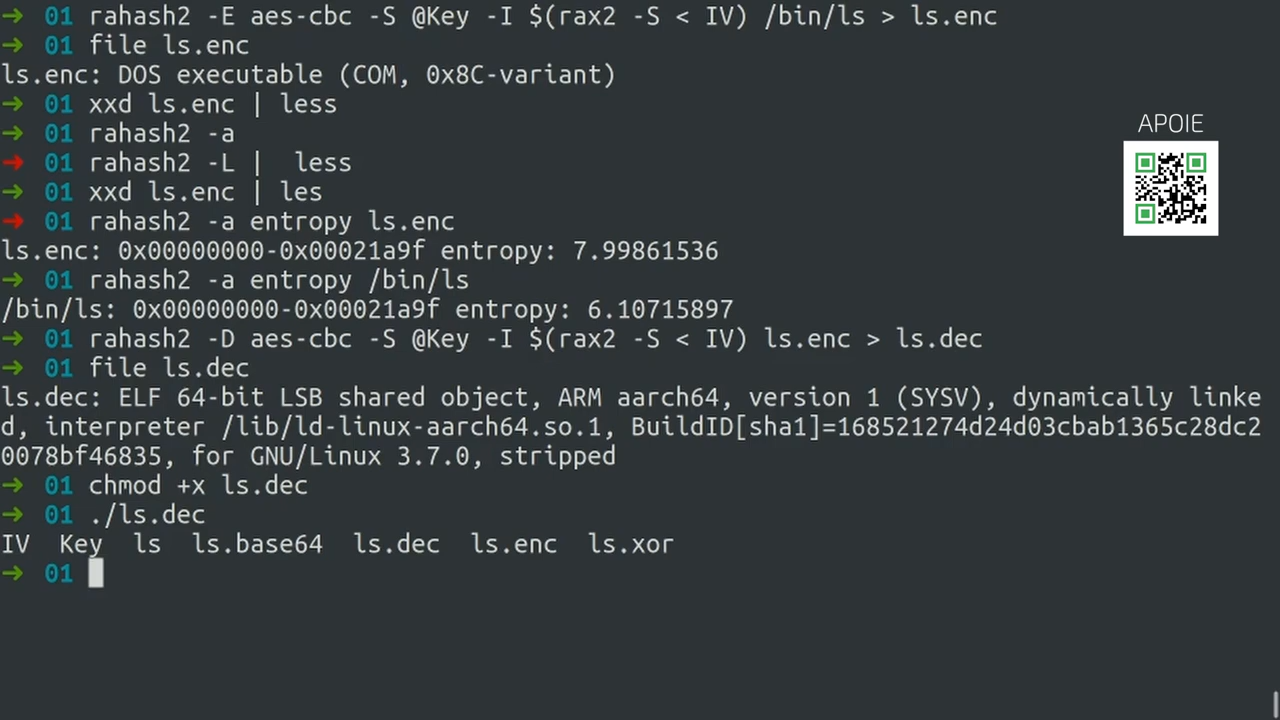 ➜ 01 rahash2 -E aes-cbc -S @Key -I $(rax2 -S < IV) /bin/ls > ls.enc
➜ 01 file ls.enc
ls.enc: DOS executable (COM, 0x8C-variant)
➜ 01 xxd ls.enc | less
APOIE
➜ 01 rahash2 -a
➜ 01 rahash2 -L |  less
➜ 01 xxd ls.enc | les
➜ 01 rahash2 -a entropy ls.enc
ls.enc: 0x00000000-0x00021a9f entropy: 7.99861536
➜ 01 rahash2 -a entropy /bin/ls
/bin/ls: 0x00000000-0x00021a9f entropy: 6.10715897
➜ 01 rahash2 -D aes-cbc -S @Key -I $(rax2 -S < IV) ls.enc > ls.dec
➜ 01 file ls.dec
ls.dec: ELF 64-bit LSB shared object, ARM aarch64, version 1 (SYSV), dynamically linke
d, interpreter /lib/ld-linux-aarch64.so.1, BuildID[sha1]=168521274d24d03cbab1365c28dc2
0078bf46835, for GNU/Linux 3.7.0, stripped
➜ 01 chmod +x ls.dec
➜ 01 ./ls.dec
IV  Key  ls  ls.base64  ls.dec  ls.enc  ls.xor
➜ 01